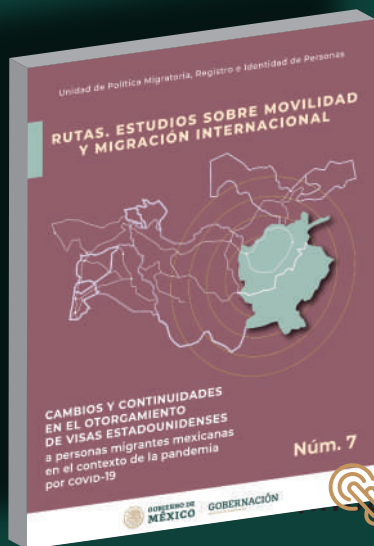 Unidad de Política Migratoria, Registro e Identidad de Personas
RUTAS. ESTUDIOS SOBRE MOVILIDAD
Y MIGRACIÓN INTERNACIONAL
CAMBIOS Y CONTINUIDADES
EN EL OTORGAMIENTO
DE VISAS ESTADOUNIDENSES
a personas migrantes mexicanas
en el contexto de la pandemia
por COVID-19
Núm. 7
GOBIERNO DE
MÉXICO
GOBERNACIÓN